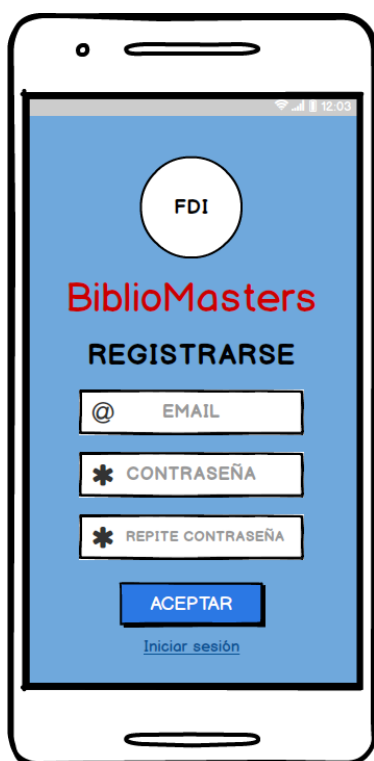 12:03
FDI
BiblioMasters
REGISTRARSE
@ EMAIL
✱ CONTRASEÑA
✱ REPITE CONTRASEÑA
ACEPTAR
Iniciar sesión